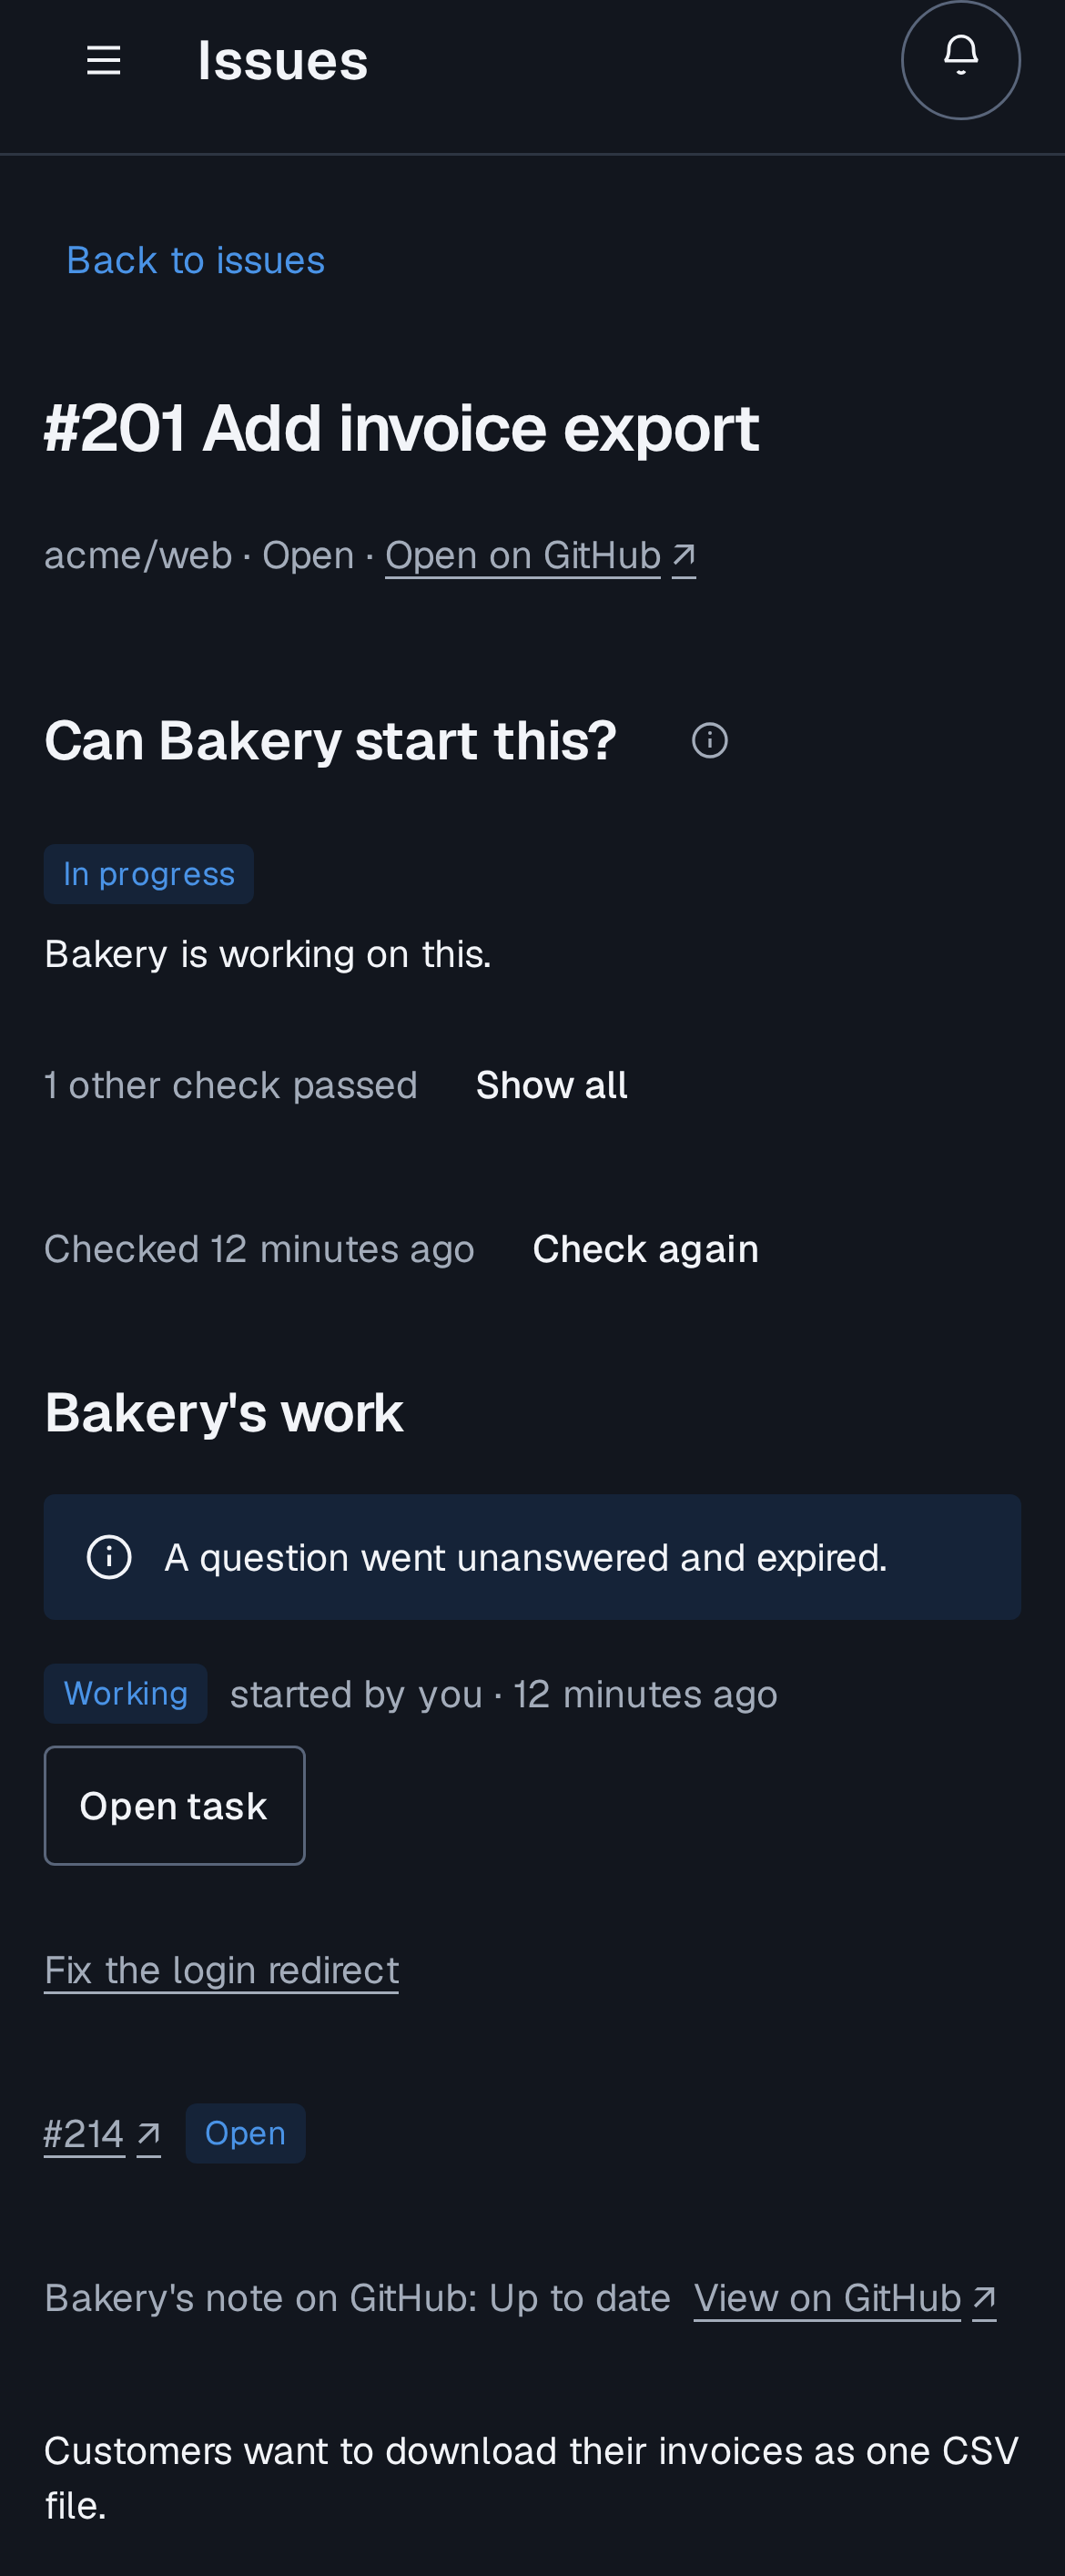 Issues
Back to issues
#201 Add invoice export
acme/web · Open · Open on GitHub ↗
Can Bakery start this?
In progress
Bakery is working on this.
1 other check passed Show all
Checked 12 minutes ago Check again
Bakery's work
A question went unanswered and expired.
Working started by you · 12 minutes ago
Open task
Fix the login redirect
#214 ↗ Open
Bakery's note on GitHub: Up to date View on GitHub ↗
Customers want to download their invoices as one CSV
file.